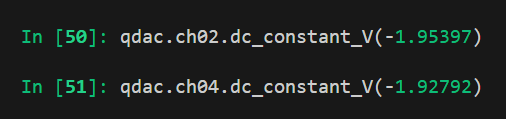 In [50]: qdac.ch02.dc_constant_V(-1.95397)
In [51]: qdac.ch04.dc_constant_V(-1.92792)